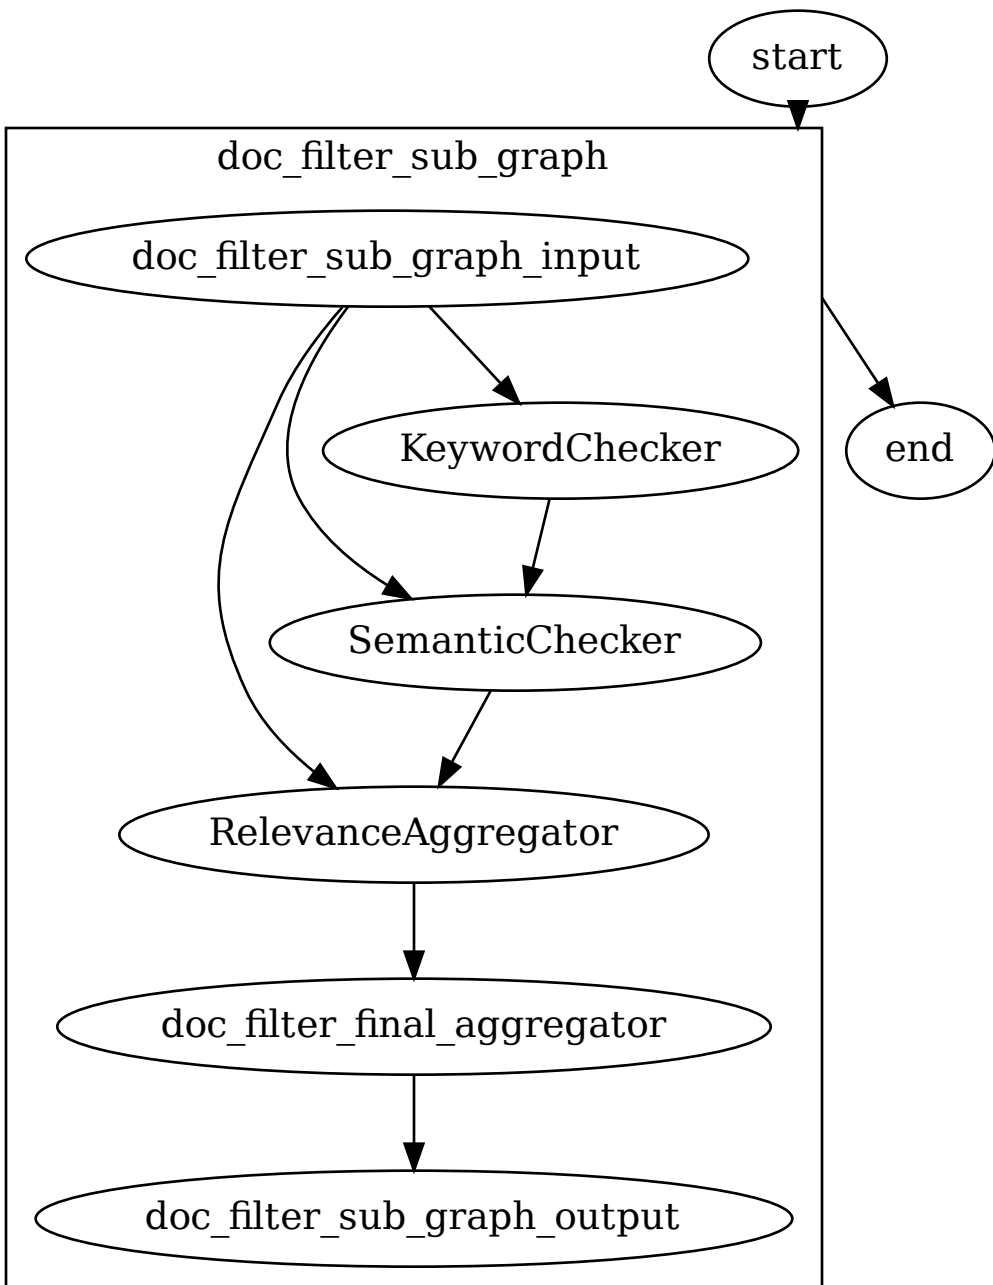 start
doc_filter_sub_graph
doc_filter_sub_graph_input
KeywordChecker
end
SemanticChecker
RelevanceAggregator
doc_filter_final_aggregator
doc_filter_sub_graph_output